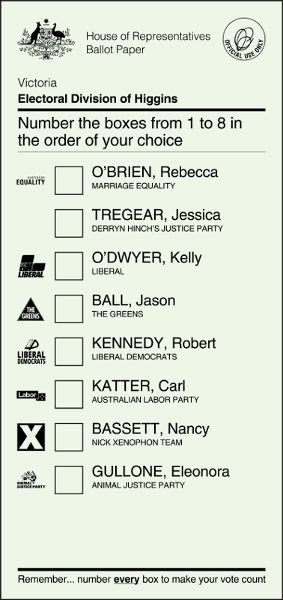 House of Representatives
Ballot Paper
OFFICIAL USE ONLY
Victoria
Electoral Division of Higgins
Number the boxes from 1 to 8 in
the order of your choice
EQUALITY
O'BRIEN, Rebecca
MARRIAGE EQUALITY
TREGEAR, Jessica
DERRYN HINCH'S JUSTICE PARTY
LIBERAL
O'DWYER, Kelly
LIBERAL
THE GREENS
BALL, Jason
THE GREENS
LIBERAL
DEMOCRATS
KENNEDY, Robert
LIBERAL DEMOCRATS
Labor
KATTER, Carl
AUSTRALIAN LABOR PARTY
X
BASSETT, Nancy
NICK XENOPHON TEAM
ANIMAL
JUSTICE PARTY
GULLONE, Eleonora
ANIMAL JUSTICE PARTY
Remember... number every box to make your vote count